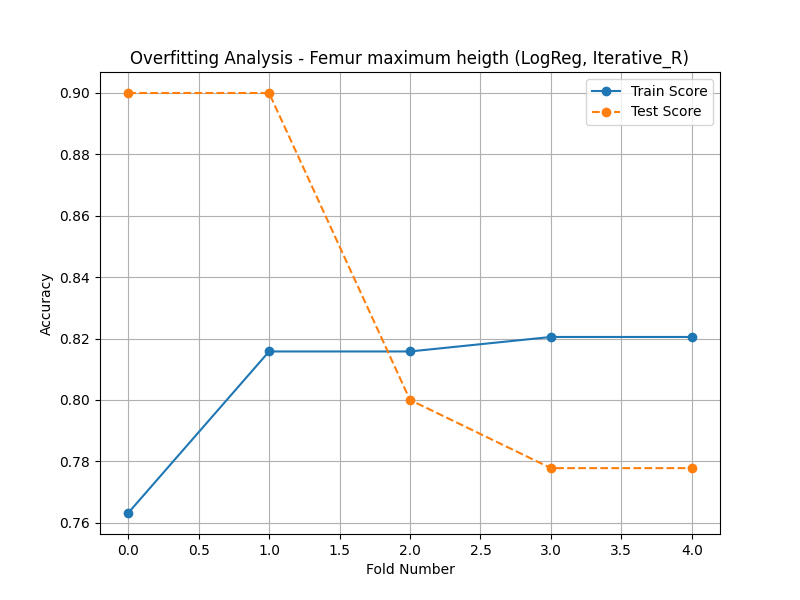 Overfitting Analysis - Femur maximum heigth (LogReg, Iterative_R)
Train Score
Test Score
0.90
0.88
0.86
0.84
0.82
0.80
0.78
0.76
Accuracy
0.0 0.5 1.0 1.5 2.0 2.5 3.0 3.5 4.0
Fold Number